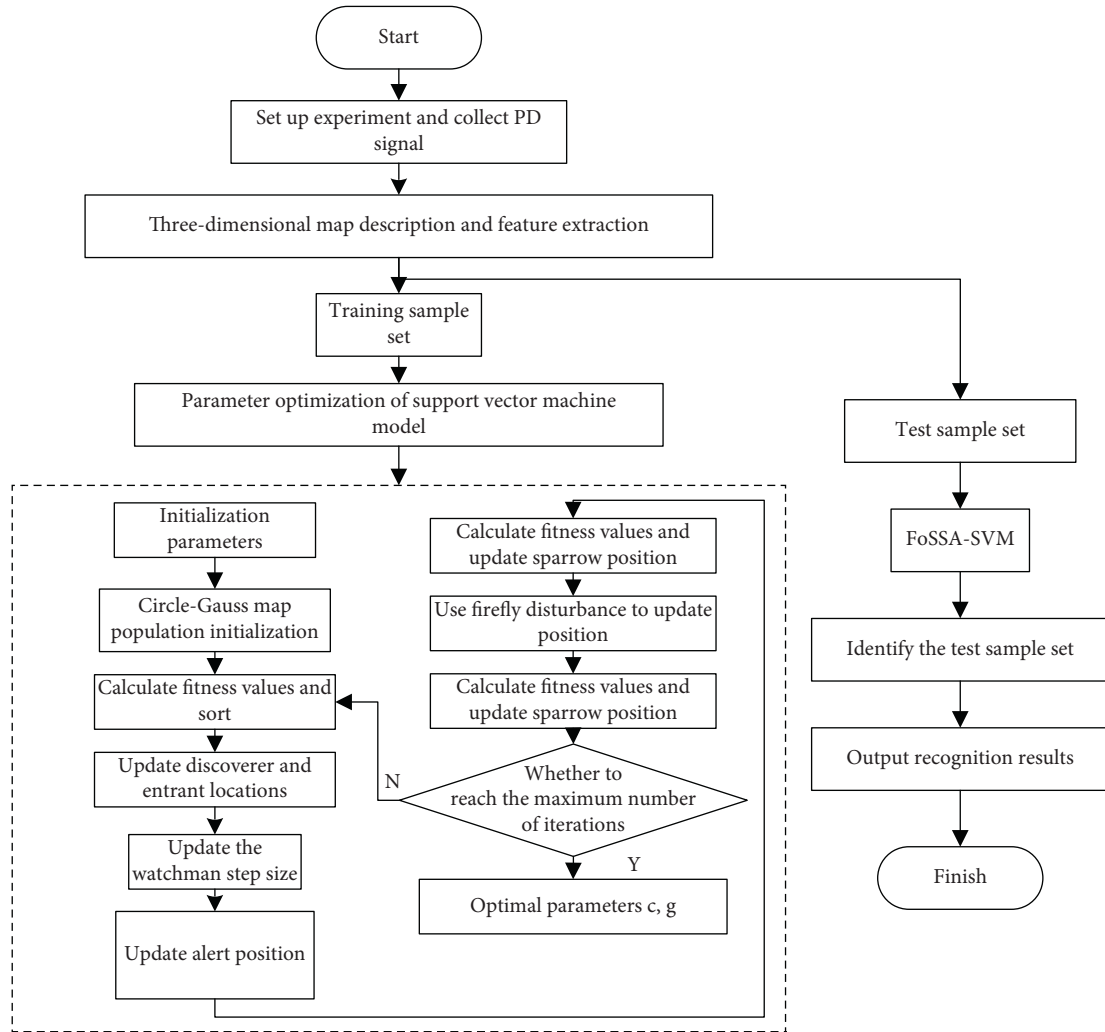 Start
Set up experiment and collect PD
signal
Three-dimensional map description and feature extraction
Training sample
set
Parameter optimization of support vector machine
model
Initialization
parameters
Circle-Gauss map
population initialization
Calculate fitness values and
sort
Update discoverer and
entrant locations
Update the
watchman step size
Update alert position
Calculate fitness values and
update sparrow position
Use firefly disturbance to update
position
Calculate fitness values and
update sparrow position
Whether to
reach the maximum number
of iterations
N
Y
Optimal parameters c, g
Test sample set
FoSSA-SVM
Identify the test sample set
Output recognition results
Finish